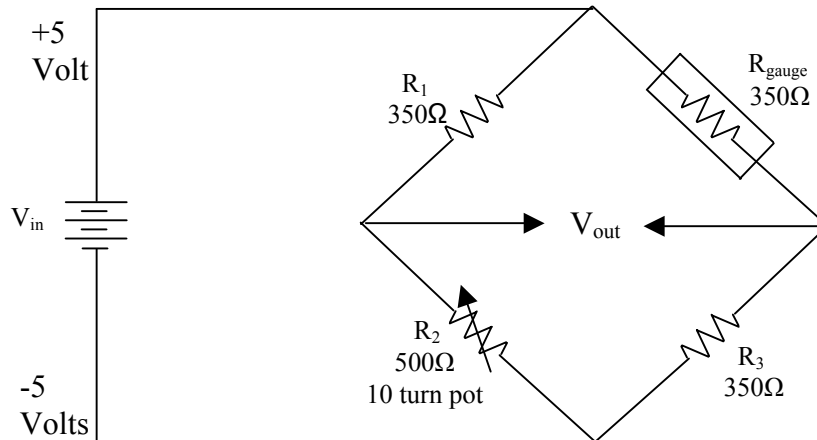 +5
Volt
R1
350Ω
Rgauge
350Ω
Vin
Vout
R2
500Ω
10 turn pot
R3
350Ω
-5
Volts